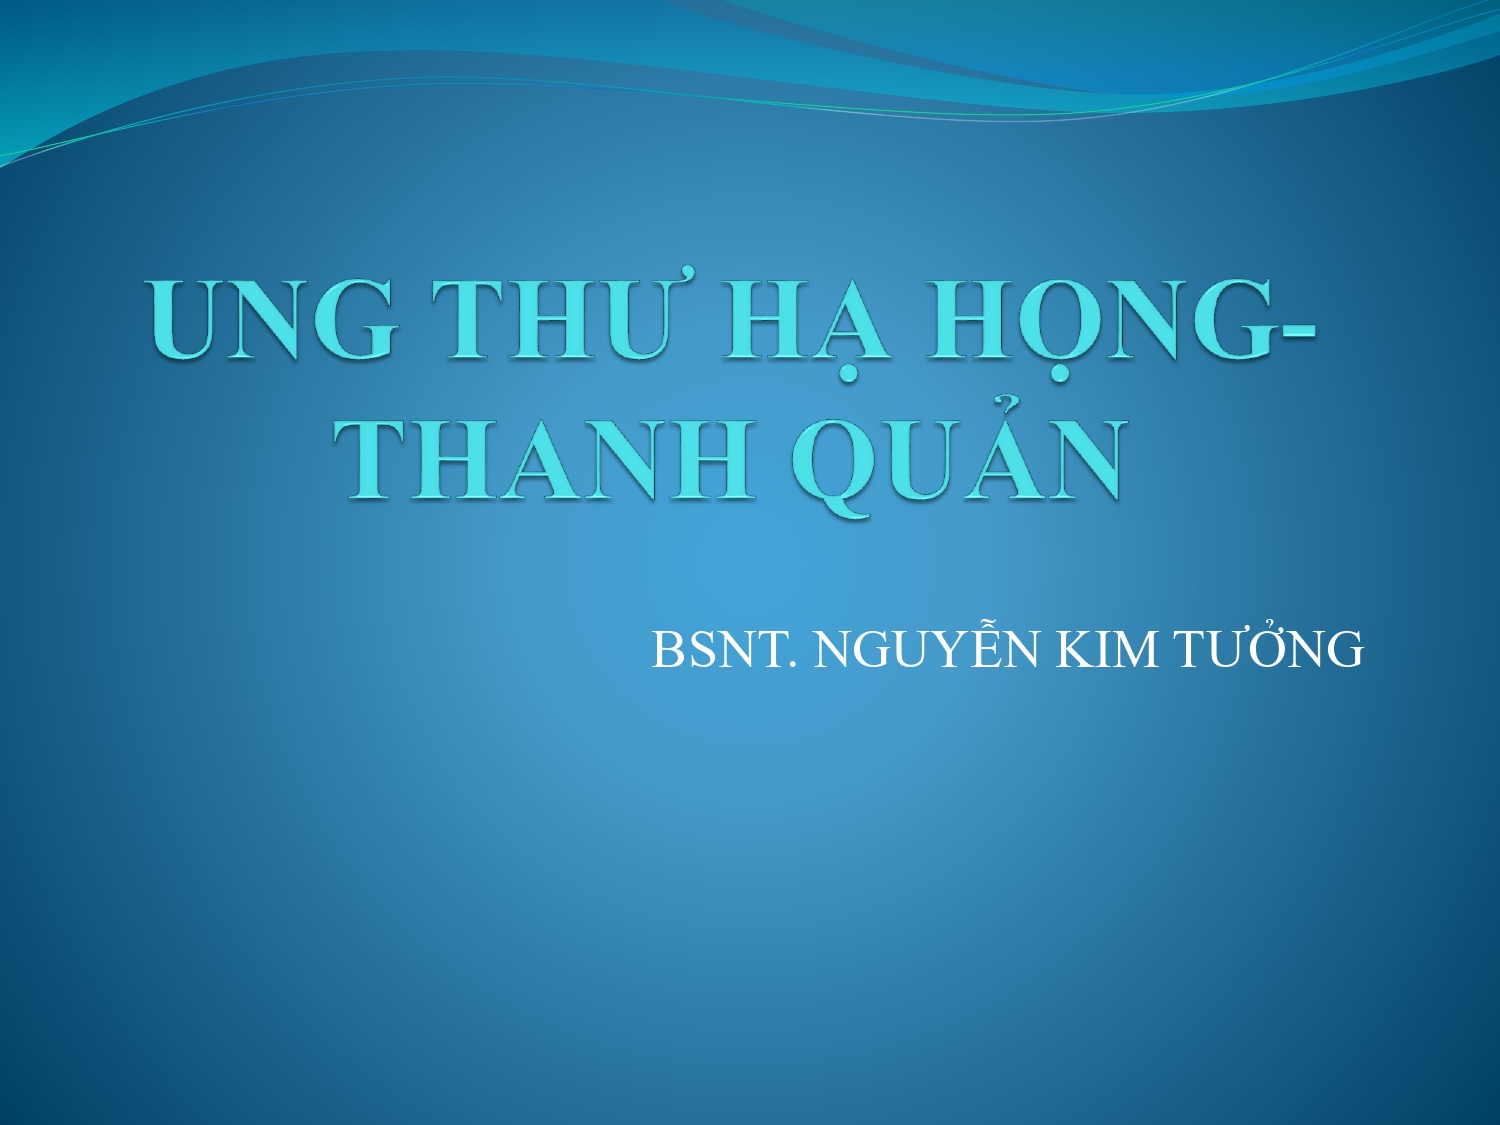 UNG THƯ HẠ HỌNG-
THANH QUẢN
BSNT. NGUYỄN KIM TƯỞNG